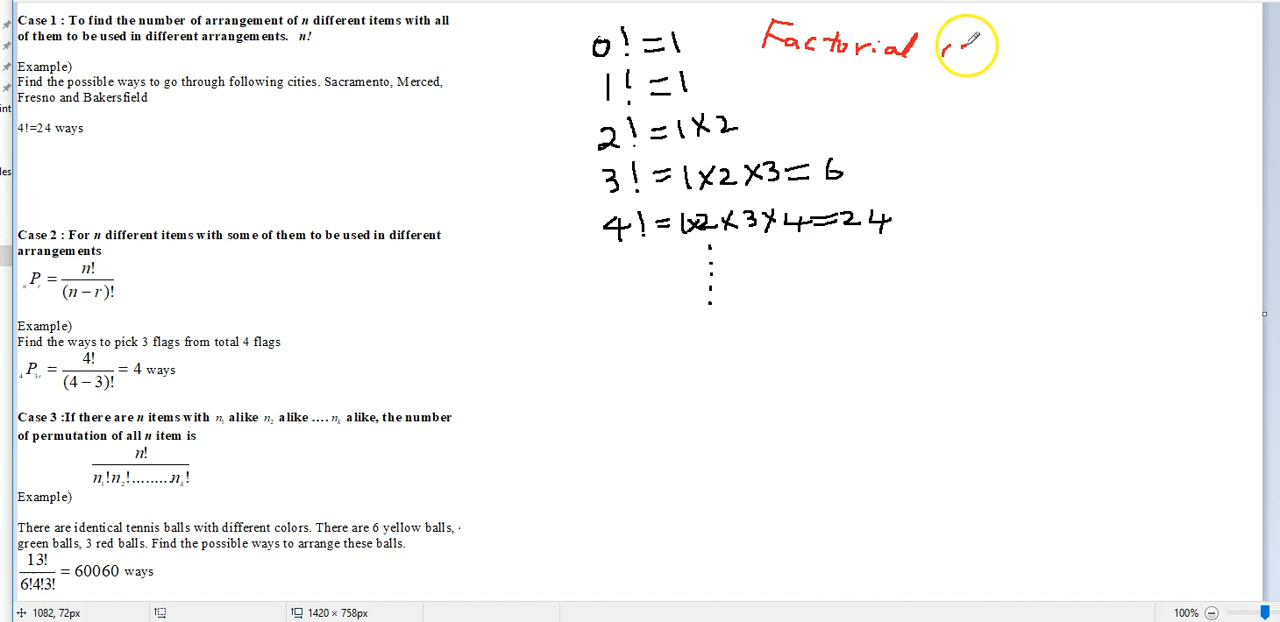 Case 1 : To find the number of arrangement of n different items with all
of them to be used in different arrangements. n!
Example)
Find the possible ways to go through following cities. Sacramento, Merced,
Fresno and Bakersfield
4!=24 ways
Case 2 : For n different items with some of them to be used in different
arrangements
nPr = n! / (n − r)!
Example)
Find the ways to pick 3 flags from total 4 flags
4P3, = 4! / (4 − 3)! = 4 ways
Case 3 :If there are n items with n1 alike n2 alike .... nk alike, the number
of permutation of all n item is
n! / n1!n2!........nk!
Example)
There are identical tennis balls with different colors. There are 6 yellow balls,
green balls, 3 red balls. Find the possible ways to arrange these balls.
13! / 6!4!3! = 60060 ways
0! = 1
1! = 1
2! = 1×2
3! = 1×2×3 = 6
4! = 1×2×3×4 = 24
Factorial
1082, 72px
1420 × 758px
100%